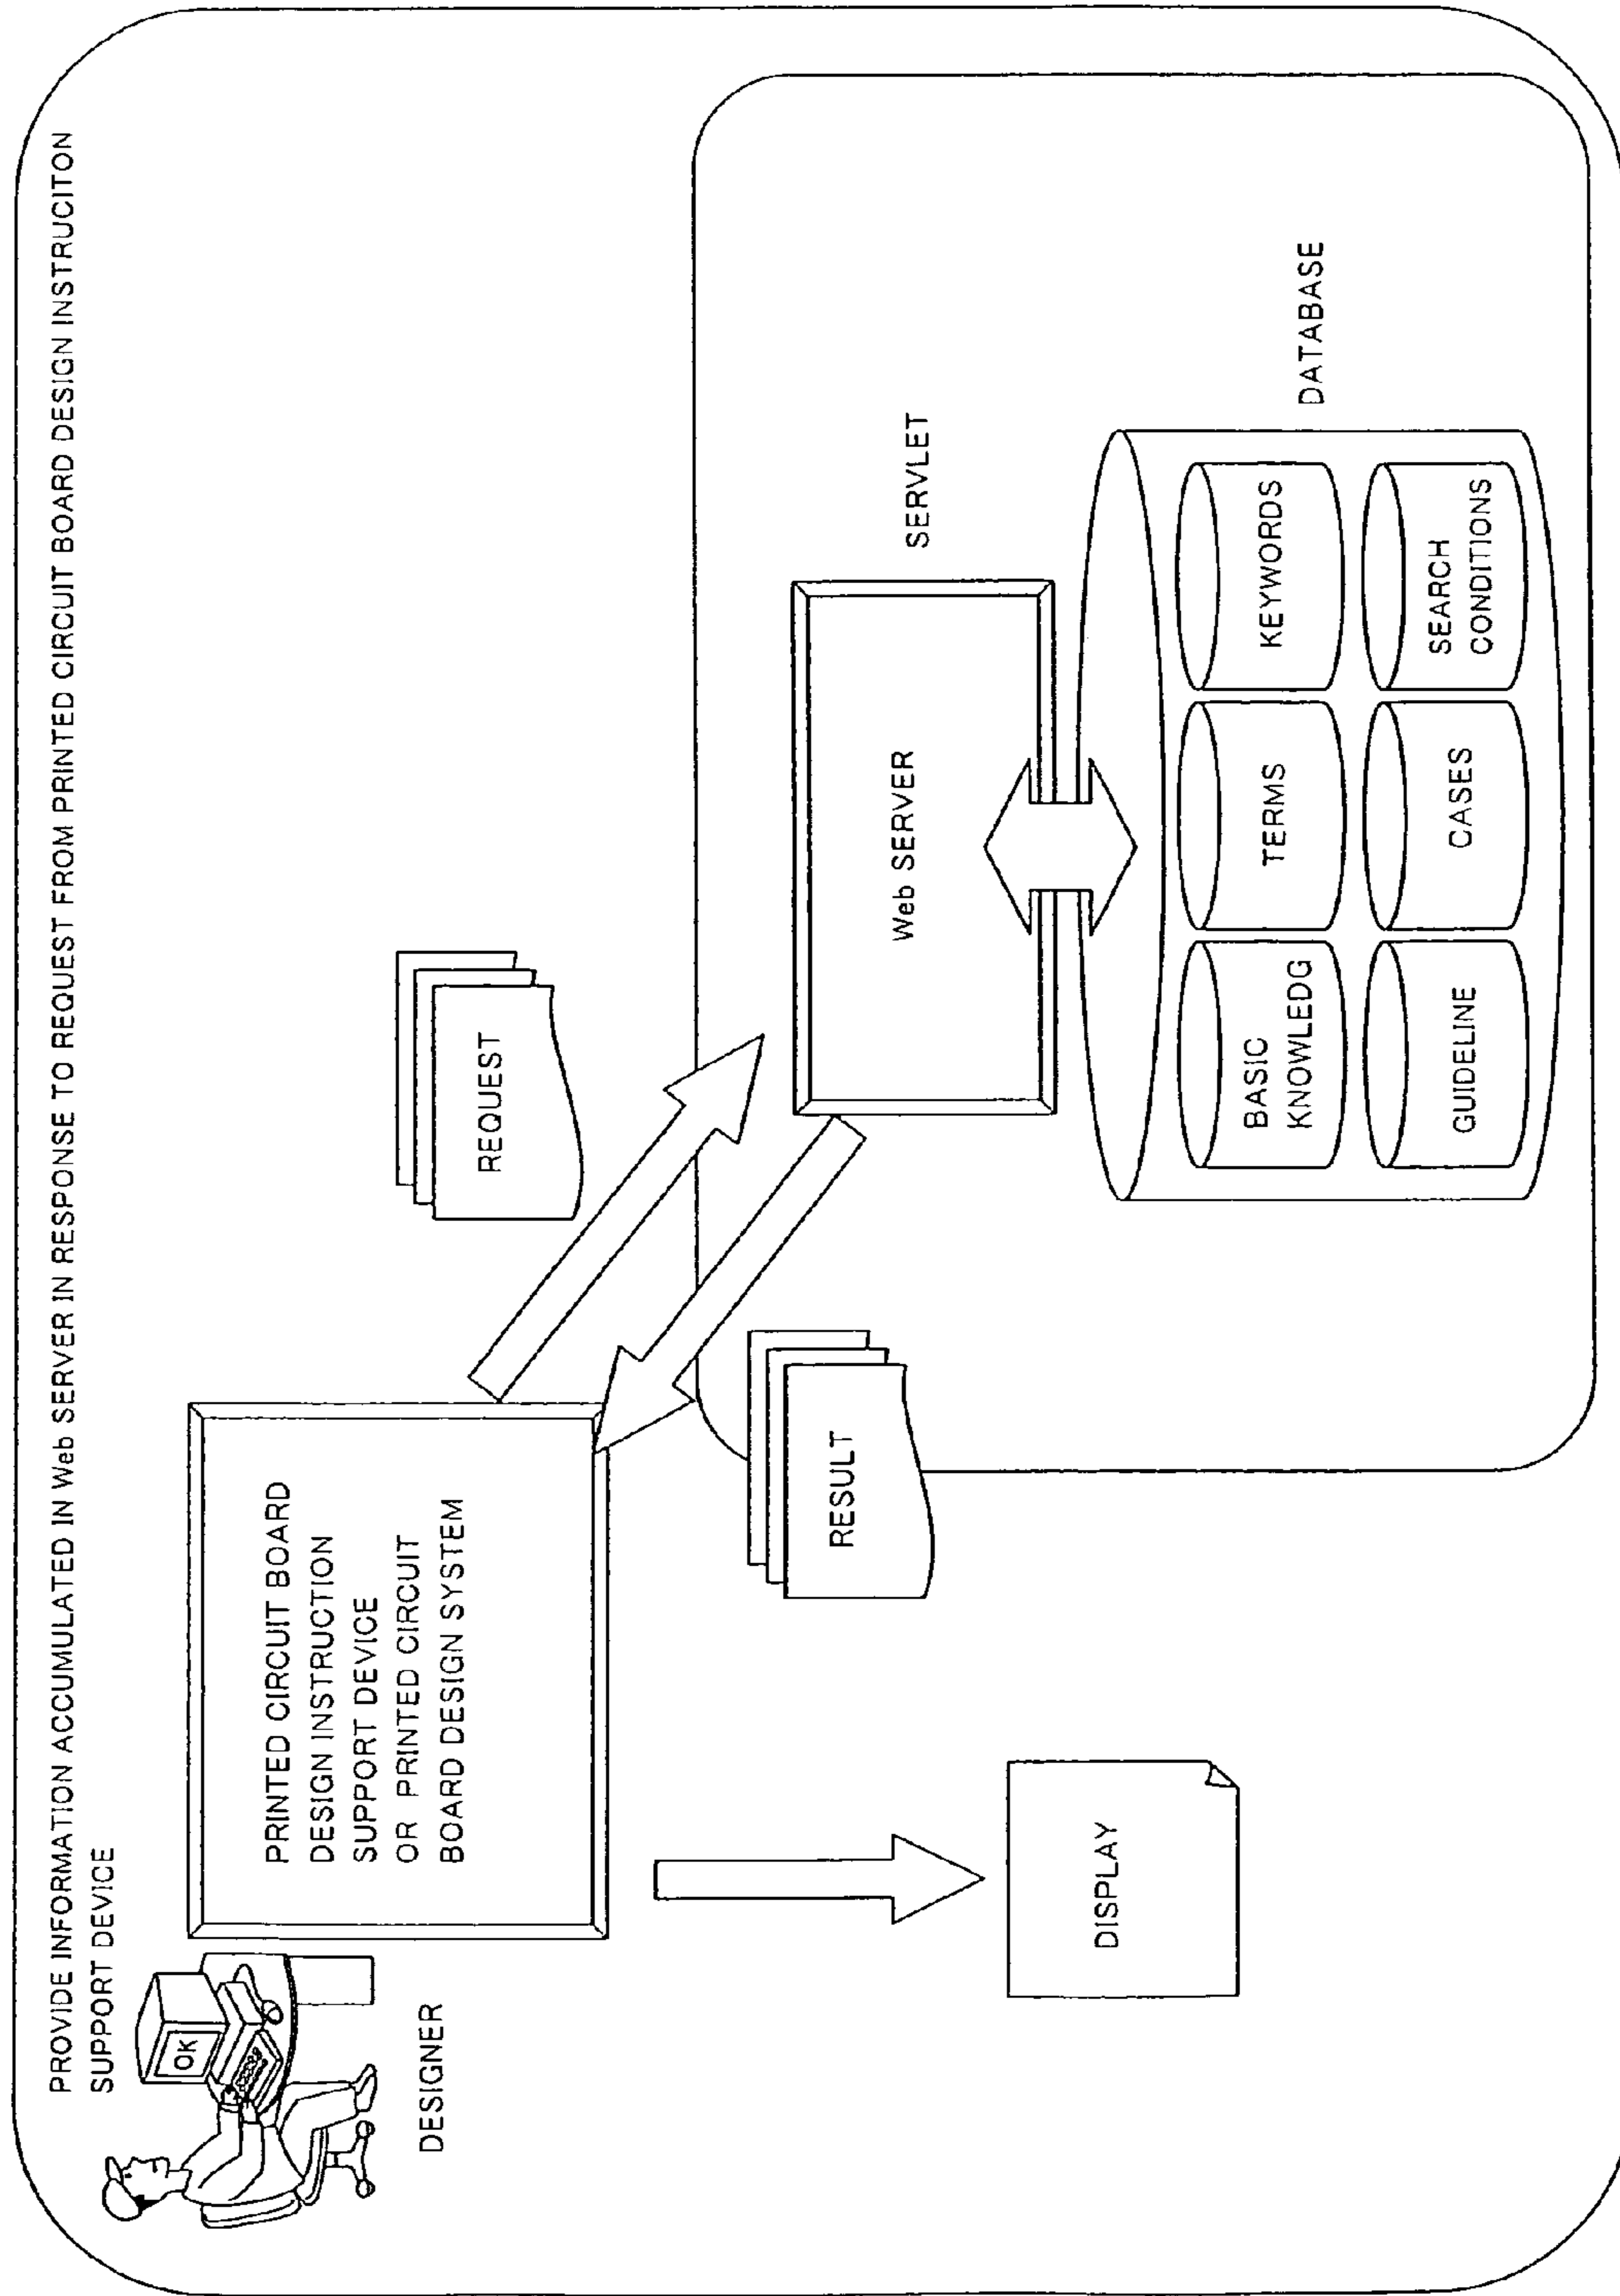 PROVIDE INFORMATION ACCUMULATED IN Web SERVER IN RESPONSE TO REQUEST FROM PRINTED CIRCUIT BOARD DESIGN INSTRUCITON
SUPPORT DEVICE
OK
DESIGNER
PRINTED CIRCUIT BOARD
DESIGN INSTRUCTION
SUPPORT DEVICE
OR PRINTED CIRCUIT
BOARD DESIGN SYSTEM
REQUEST
RESULT
DISPLAY
Web SERVER
SERVLET
DATABASE
BASIC
KNOWLEDG
TERMS
KEYWORDS
GUIDELINE
CASES
SEARCH
CONDITIONS